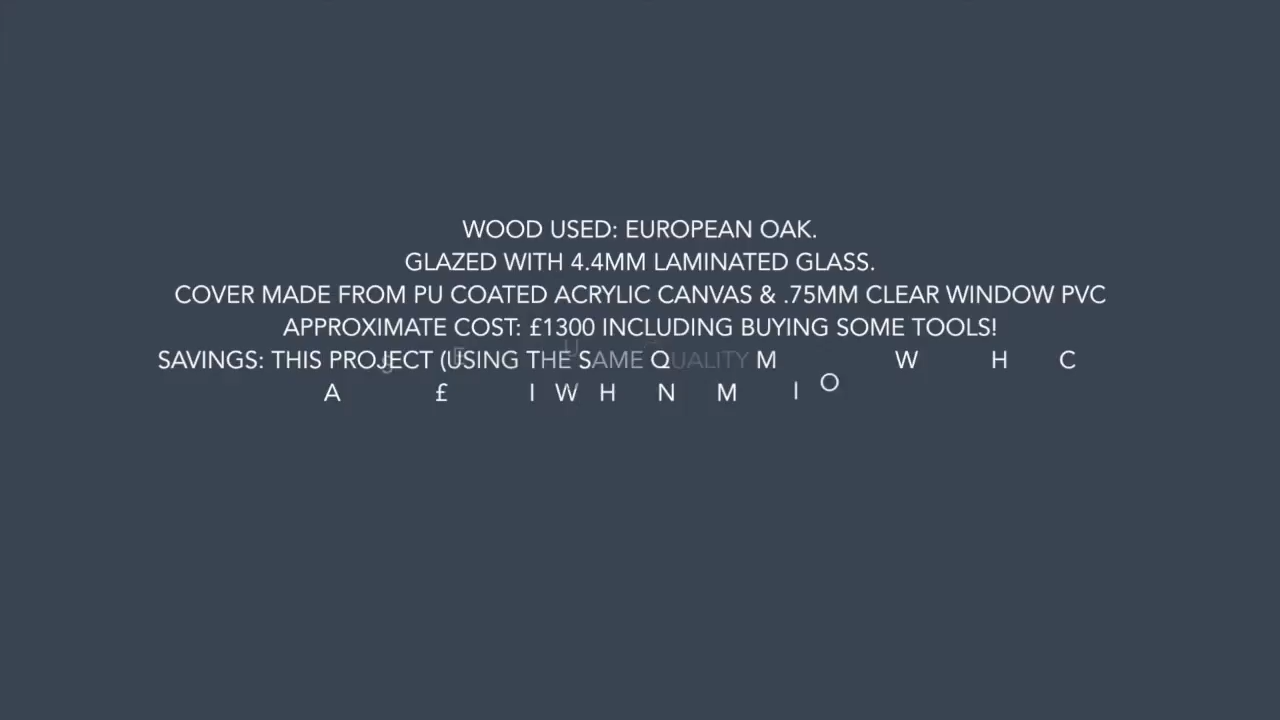 WOOD USED: EUROPEAN OAK.
GLAZED WITH 4.4MM LAMINATED GLASS.
COVER MADE FROM PU COATED ACRYLIC CANVAS & .75MM CLEAR WINDOW PVC
APPROXIMATE COST: £1300 INCLUDING BUYING SOME TOOLS!
SAVINGS: THIS PROJECT (USING THE SAME QUALITY M W H C
A £ I W H N M I O